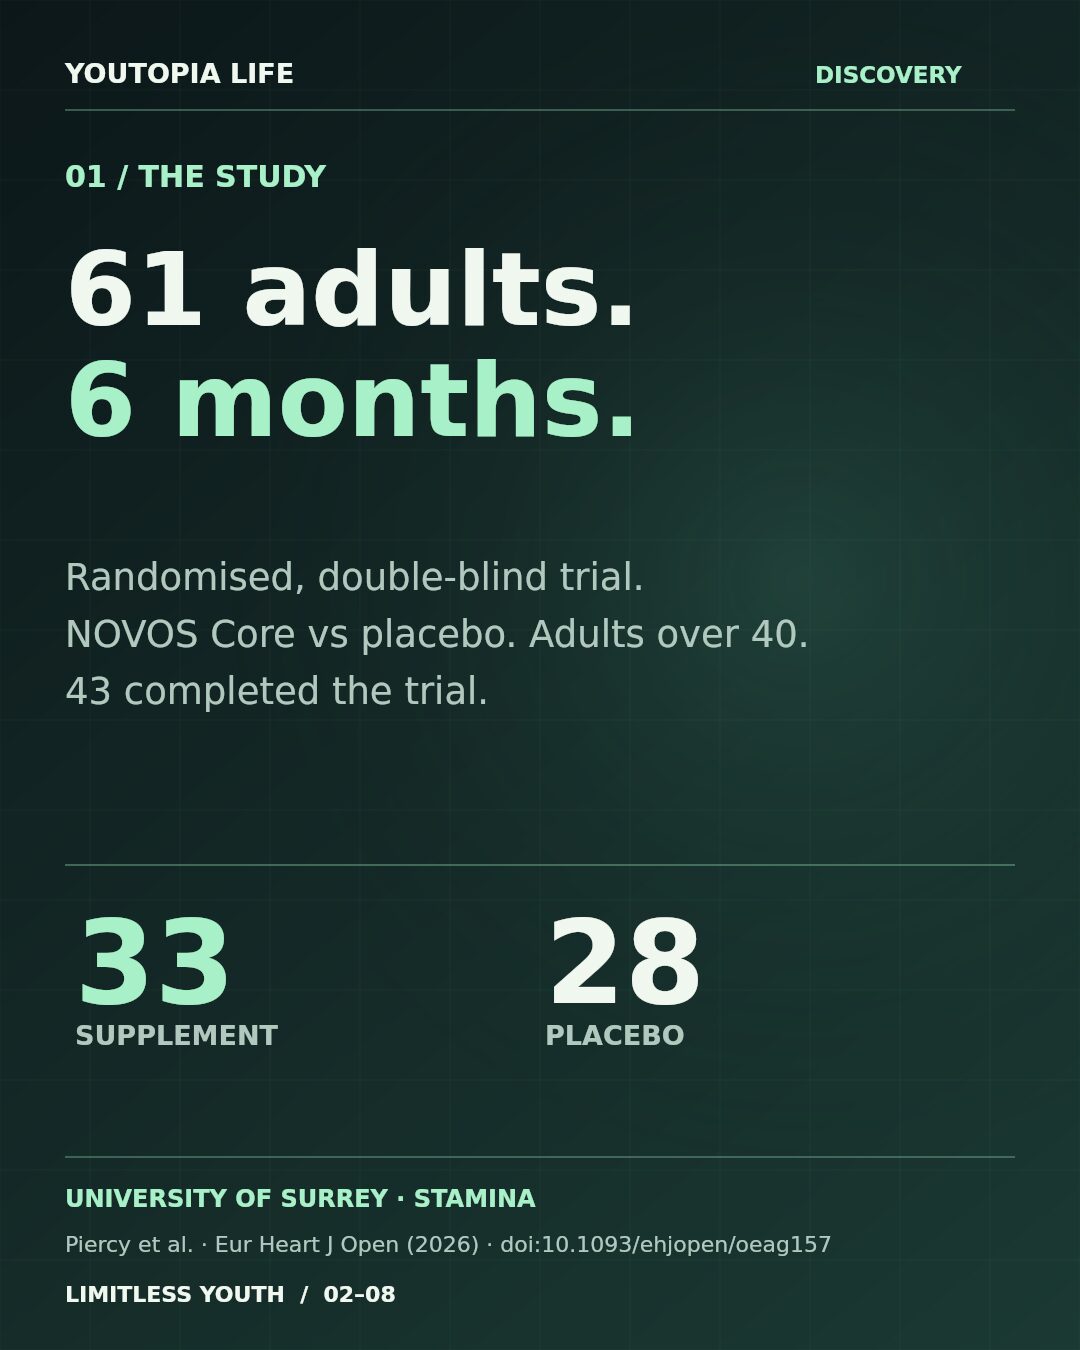 YOUTOPIA LIFE
DISCOVERY
01 / THE STUDY
61 adults.
6 months.
Randomised, double-blind trial.
NOVOS Core vs placebo. Adults over 40.
43 completed the trial.
33
SUPPLEMENT
28
PLACEBO
UNIVERSITY OF SURREY · STAMINA
Piercy et al. · Eur Heart J Open (2026) · doi:10.1093/ehjopen/oeag157
LIMITLESS YOUTH / 02–08